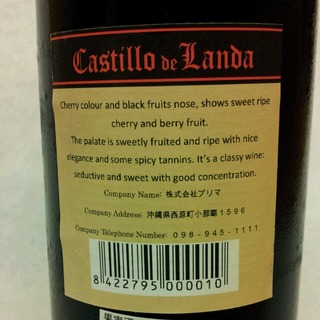 Castillo de Landa
Cherry colour and black fruits nose, shows sweet ripe
cherry and berry fruit.
The palate is sweetly fruited and ripe with nice
elegance and some spicy tannins. It's a classy wine:
seductive and sweet with good concentration.
Company Name: 株式会社プリマ
Company Address: 沖縄県西原町小那覇1596
Company Telephone Number: 098-945-1111
8 422795 000010
果実酒